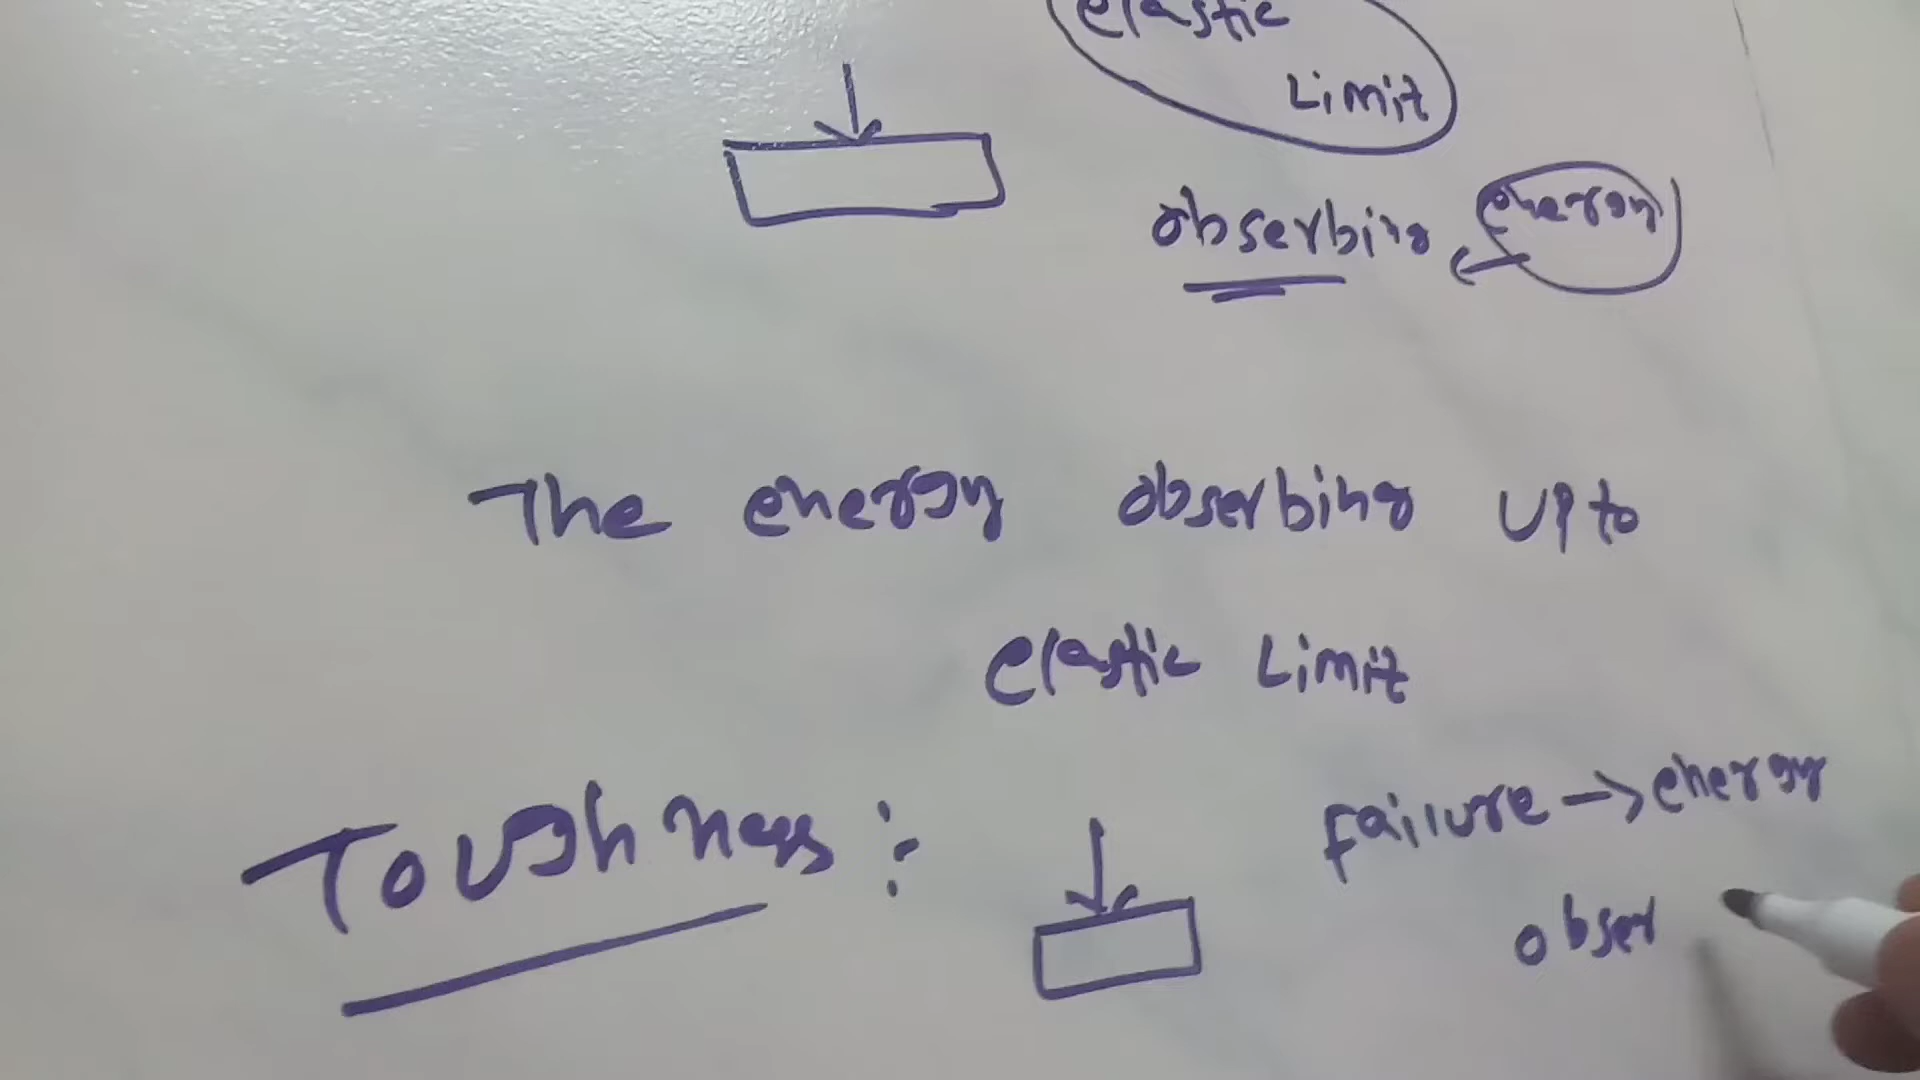 elastic
Limit
obserbing energy
The energy obserbing upto
elastic Limit
Toughness :
failure → energy
obser